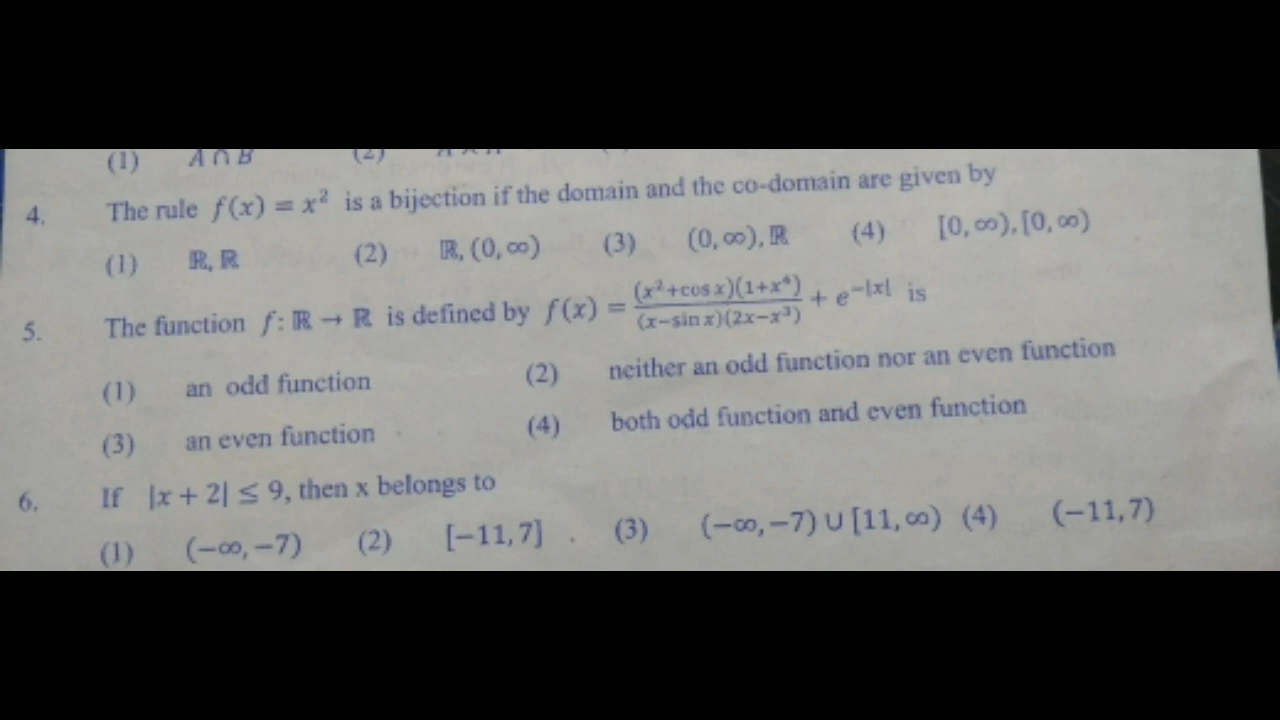 (1) A ∩ B (2)
4. The rule f(x) = x² is a bijection if the domain and the co-domain are given by
(1) ℝ, ℝ (2) ℝ, (0, ∞) (3) (0, ∞), ℝ (4) [0, ∞), [0, ∞)
5. The function f: ℝ → ℝ is defined by f(x) = (x²+cos x)(1+x⁴)/(x−sin x)(2x−x³) + e^−|x| is
(1) an odd function (2) neither an odd function nor an even function
(3) an even function (4) both odd function and even function
6. If |x + 2| ≤ 9, then x belongs to
(1) (−∞, −7) (2) [−11, 7] . (3) (−∞, −7) ∪ [11, ∞) (4) (−11, 7)